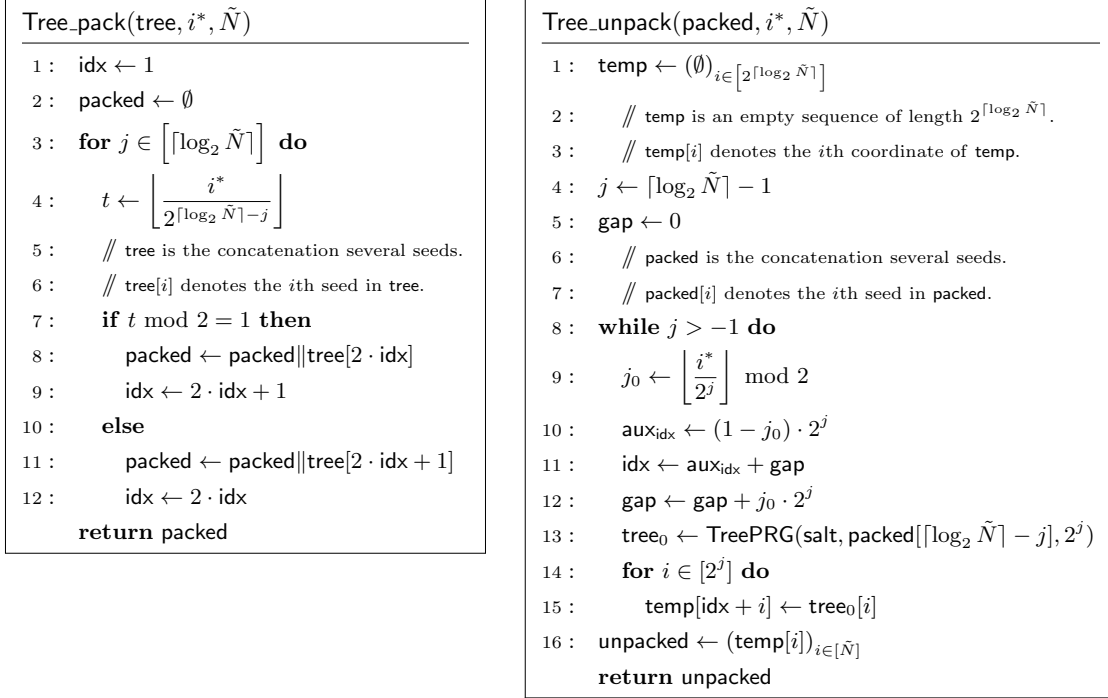 Tree_pack(tree, i*, Ñ)
1 : idx ← 1
2 : packed ← ∅
3 : for j ∈ [⌈log₂ Ñ⌉] do
4 : t ← ⌊ i* / 2^{⌈log₂ Ñ⌉−j} ⌋
5 : // tree is the concatenation several seeds.
6 : // tree[i] denotes the ith seed in tree.
7 : if t mod 2 = 1 then
8 : packed ← packed∥tree[2 · idx]
9 : idx ← 2 · idx + 1
10 : else
11 : packed ← packed∥tree[2 · idx + 1]
12 : idx ← 2 · idx
return packed
Tree_unpack(packed, i*, Ñ)
1 : temp ← (∅)_{i∈[2^{⌈log₂ Ñ⌉}]}
2 : // temp is an empty sequence of length 2^{⌈log₂ Ñ⌉}.
3 : // temp[i] denotes the ith coordinate of temp.
4 : j ← ⌈log₂ Ñ⌉ − 1
5 : gap ← 0
6 : // packed is the concatenation several seeds.
7 : // packed[i] denotes the ith seed in packed.
8 : while j > −1 do
9 : j₀ ← ⌊ i* / 2^j ⌋ mod 2
10 : aux_{idx} ← (1 − j₀) · 2^j
11 : idx ← aux_{idx} + gap
12 : gap ← gap + j₀ · 2^j
13 : tree₀ ← TreePRG(salt, packed[⌈log₂ Ñ⌉ − j], 2^j)
14 : for i ∈ [2^j] do
15 : temp[idx + i] ← tree₀[i]
16 : unpacked ← (temp[i])_{i∈[Ñ]}
return unpacked